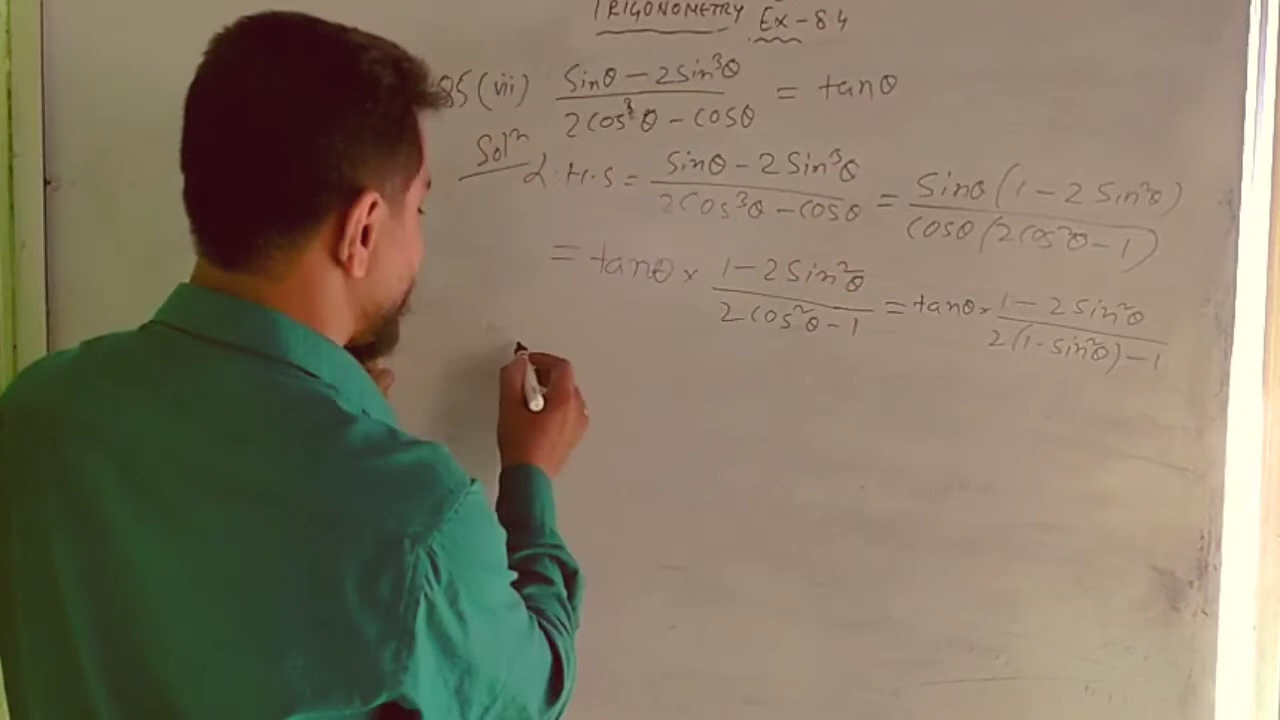 TRIGONOMETRY Ex-8.4
85 (vii) (Sinθ - 2Sin³θ)/(2Cos³θ - Cosθ) = tanθ
Solⁿ
L.H.S = (Sinθ - 2Sin³θ)/(2Cos³θ - Cosθ) = (Sinθ(1 - 2Sin²θ))/(Cosθ(2Cos²θ - 1))
= tanθ × (1 - 2Sin²θ)/(2Cos²θ - 1) = tanθ × (1 - 2Sin²θ)/(2(1 - Sin²θ) - 1)